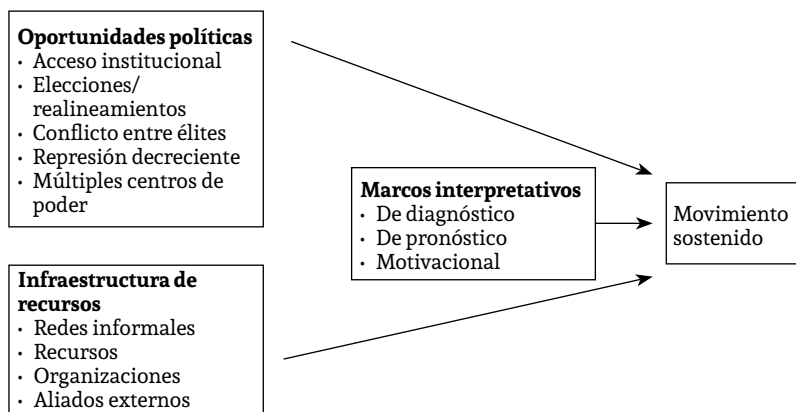 Oportunidades políticas
· Acceso institucional
· Elecciones/
realineamientos
· Conflicto entre élites
· Represión decreciente
· Múltiples centros de
poder
Marcos interpretativos
· De diagnóstico
· De pronóstico
· Motivacional
Movimiento
sostenido
Infraestructura de
recursos
· Redes informales
· Recursos
· Organizaciones
· Aliados externos